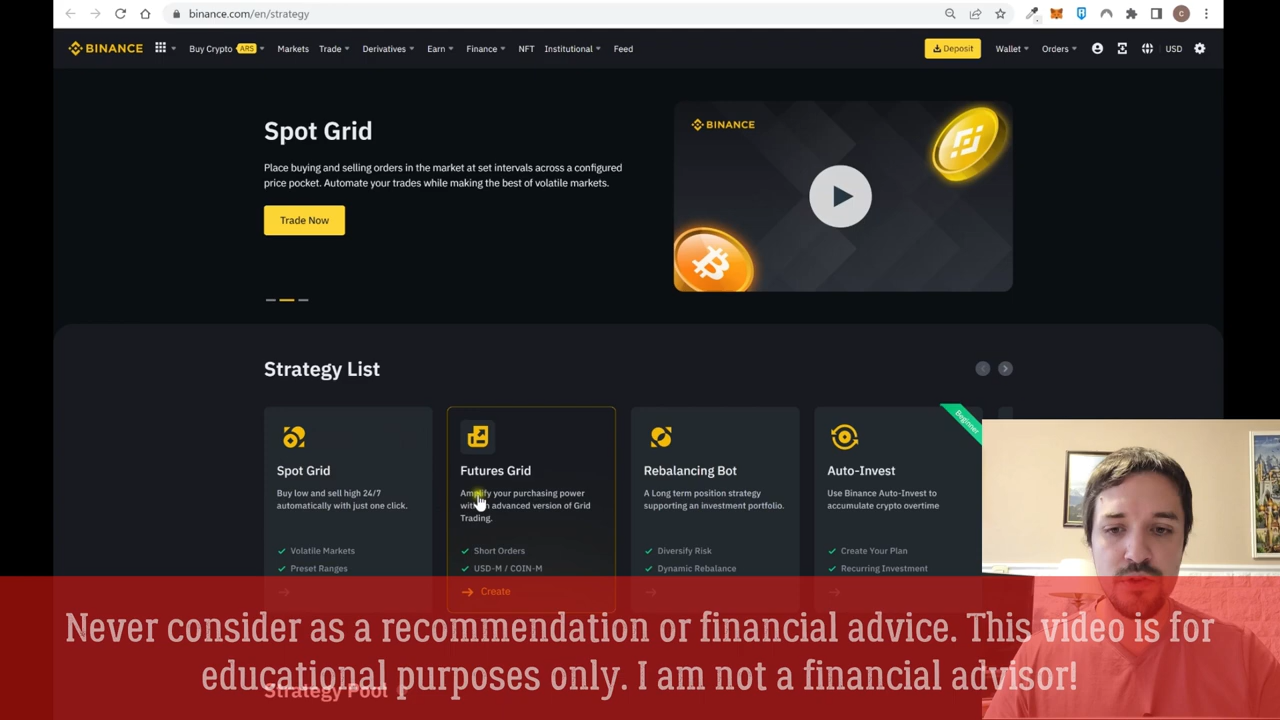 binance.com/en/strategy
BINANCE
Buy Crypto ARS
Markets
Trade
Derivatives
Earn
Finance
NFT
Institutional
Feed
Deposit
Wallet
Orders
USD
C
Spot Grid
Place buying and selling orders in the market at set intervals across a configured
price pocket. Automate your trades while making the best of volatile markets.
Trade Now
BINANCE
Strategy List
Spot Grid
Buy low and sell high 24/7
automatically with just one click.
Volatile Markets
Preset Ranges
Futures Grid
Amplify your purchasing power
with an advanced version of Grid
Trading.
Short Orders
USD-M / COIN-M
Create
Rebalancing Bot
A Long term position strategy
supporting an investment portfolio.
Diversify Risk
Dynamic Rebalance
Beginner
Auto-Invest
Use Binance Auto-Invest to
accumulate crypto overtime
Create Your Plan
Recurring Investment
Never consider as a recommendation or financial advice. This video is for
educational purposes only. I am not a financial advisor!
Strategy Pool